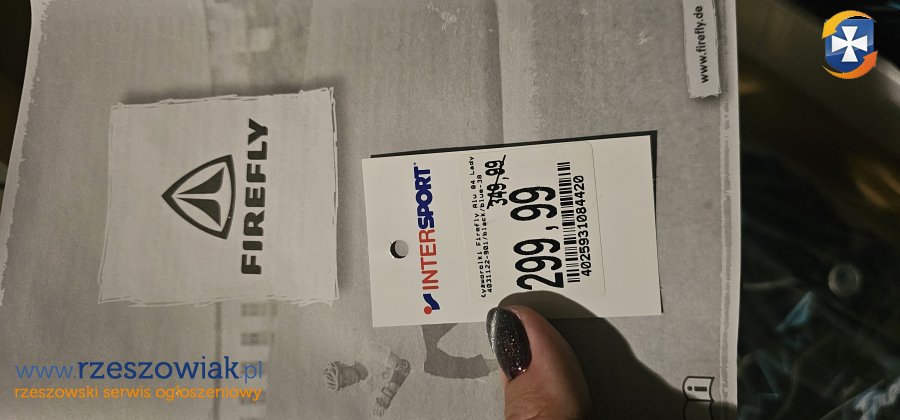 FIREFLY
www.firefly.de
INTERSPORT
Łyżworolki Firefly Alu 84 Lady
4031122-901/black/blue-38
349,99
299,99
4025931084420
www.rzeszowiak.pl
rzeszowski serwis ogłoszeniowy
i